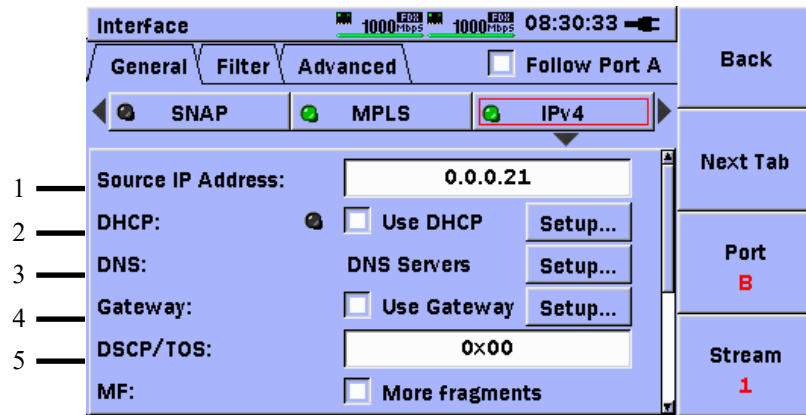 Interface 1000 FDX Mbps 1000 FDX Mbps 08:30:33
General Filter Advanced Follow Port A
SNAP MPLS IPv4
1 Source IP Address: 0.0.0.21
2 DHCP: Use DHCP Setup...
3 DNS: DNS Servers Setup...
4 Gateway: Use Gateway Setup...
5 DSCP/TOS: 0x00
MF: More fragments
Back
Next Tab
Port
B
Stream
1